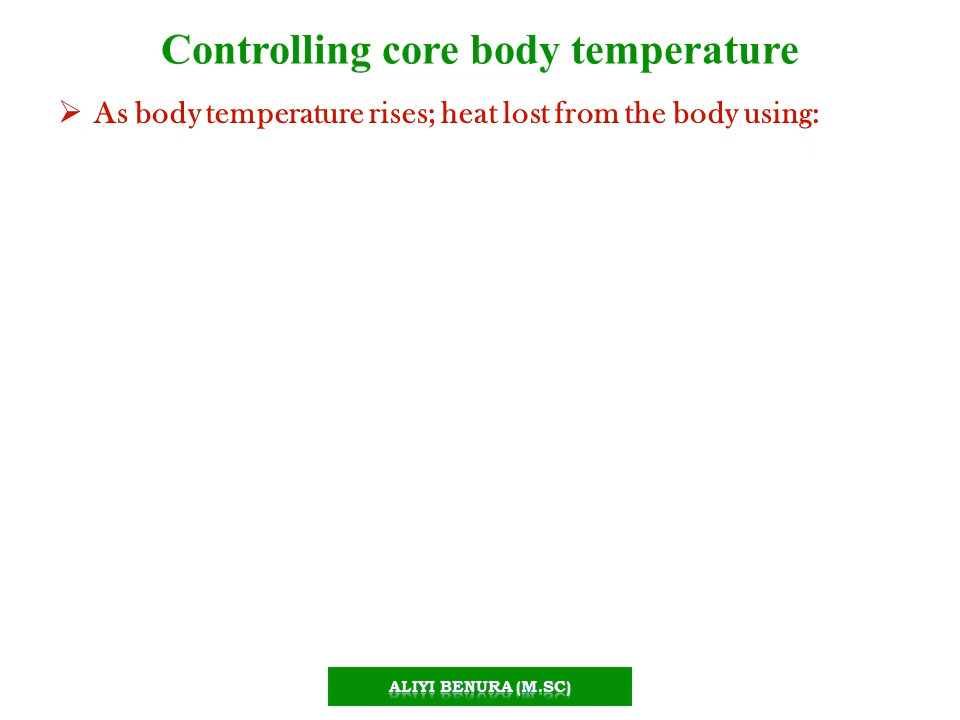 Controlling core body temperature
➢ As body temperature rises; heat lost from the body using:
ALIYI BENURA (M.SC)